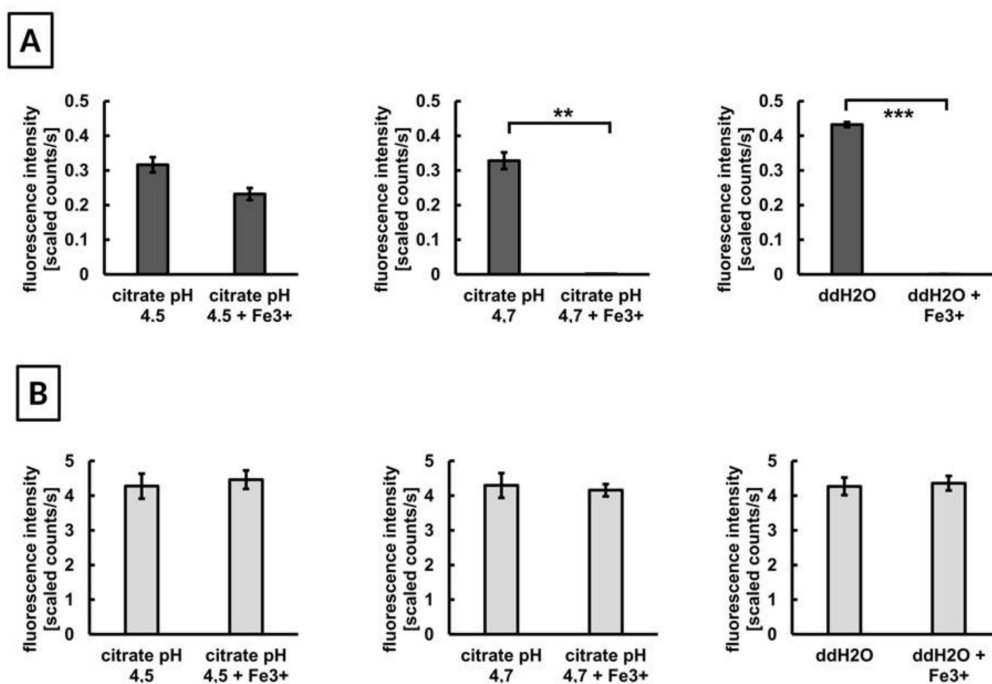 A
fluorescence intensity
[scaled counts/s]
0.5
0.4
0.3
0.2
0.1
0
citrate pH
4.5
citrate pH
4.5 + Fe3+
fluorescence intensity
[scaled counts/s]
0.5
0.4
0.3
0.2
0.1
0
**
citrate pH
4,7
citrate pH
4,7 + Fe3+
fluorescence intensity
[scaled counts/s]
0.5
0.4
0.3
0.2
0.1
0
***
ddH2O
ddH2O +
Fe3+
B
fluorescence intensity
[scaled counts/s]
5
4
3
2
1
0
citrate pH
4,5
citrate pH
4,5 + Fe3+
fluorescence intensity
[scaled counts/s]
5
4
3
2
1
0
citrate pH
4,7
citrate pH
4,7 + Fe3+
fluorescence intensity
[scaled counts/s]
5
4
3
2
1
0
ddH2O
ddH2O +
Fe3+